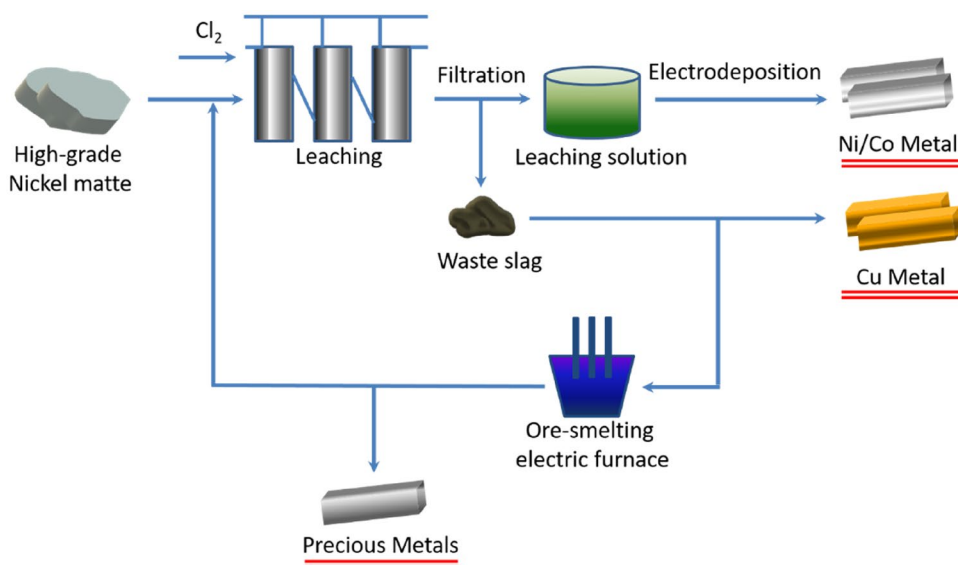 Cl₂
Filtration
Electrodeposition
High-grade
Nickel matte
Leaching
Leaching solution
Ni/Co Metal
Waste slag
Cu Metal
Ore-smelting
electric furnace
Precious Metals